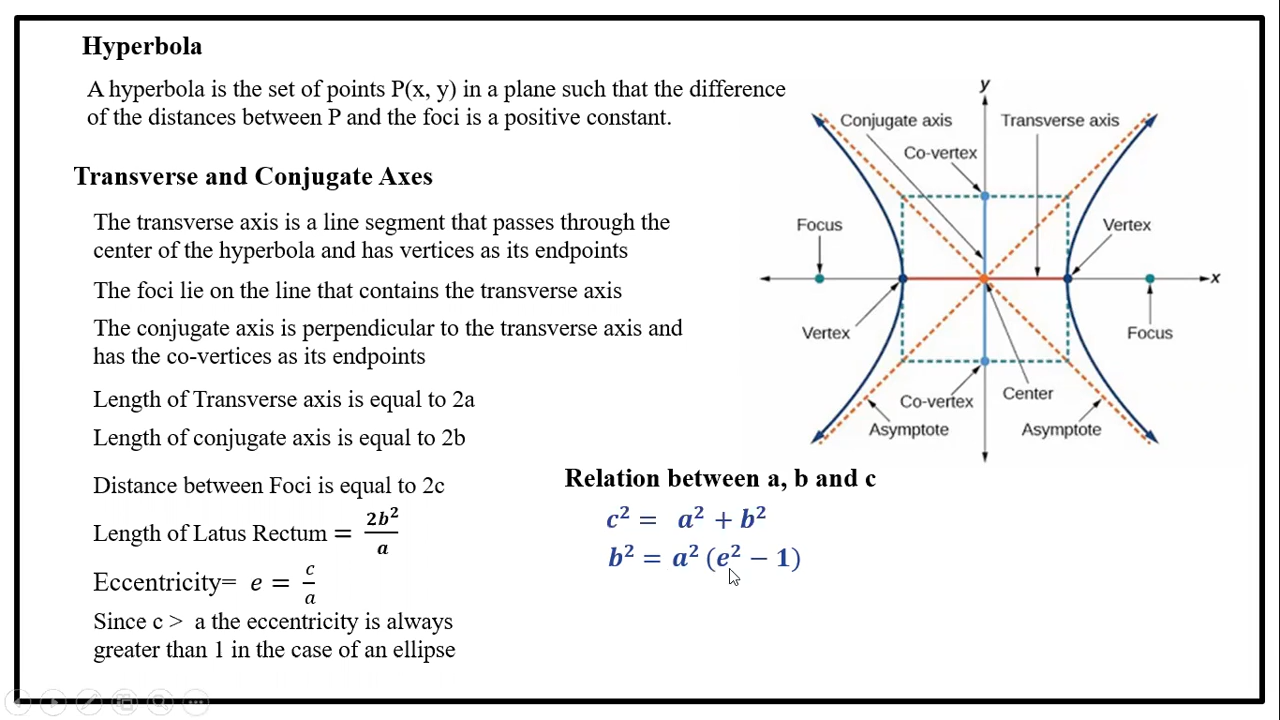 Hyperbola
A hyperbola is the set of points P(x, y) in a plane such that the difference
of the distances between P and the foci is a positive constant.
Transverse and Conjugate Axes
The transverse axis is a line segment that passes through the
center of the hyperbola and has vertices as its endpoints
The foci lie on the line that contains the transverse axis
The conjugate axis is perpendicular to the transverse axis and
has the co-vertices as its endpoints
Length of Transverse axis is equal to 2a
Length of conjugate axis is equal to 2b
Distance between Foci is equal to 2c
Length of Latus Rectum = 2b²/a
Eccentricity= e = c/a
Since c > a the eccentricity is always
greater than 1 in the case of an ellipse
y
Conjugate axis
Transverse axis
Co-vertex
Focus
Vertex
x
Vertex
Focus
Co-vertex
Center
Asymptote
Asymptote
Relation between a, b and c
c² = a² + b²
b² = a² (e² − 1)